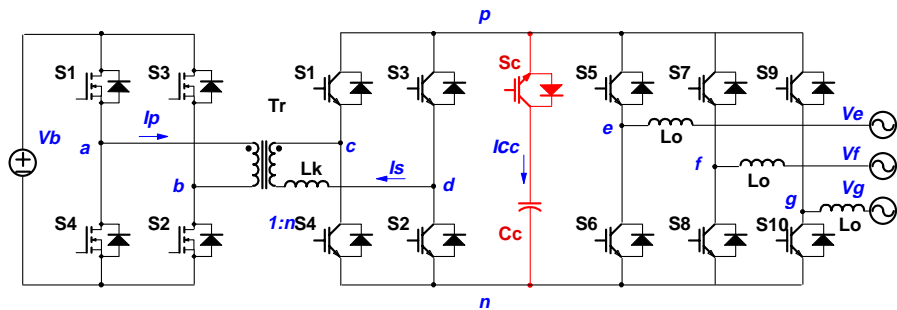 p
S1 S3 S1 S3 Sc S5 S7 S9
Tr
Vb a Ip c Icc e Lo Ve
b Lk Is d f Lo Vf
g Vg
1:n Lo
S4 S2 S4 S2 Cc S6 S8 S10
n